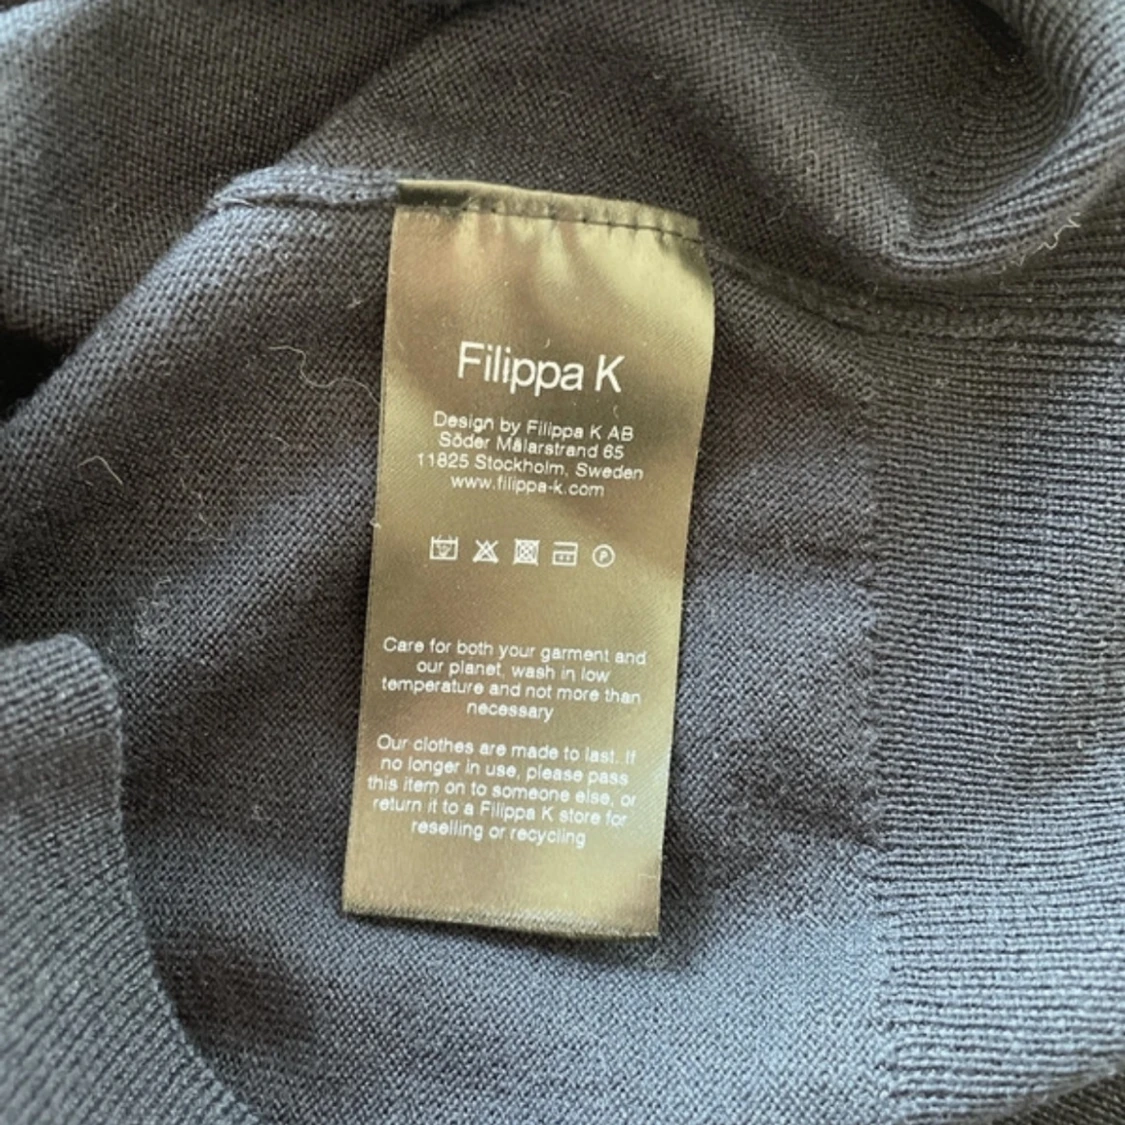 Filippa K
Design by Filippa K AB
Söder Mälarstrand 65
11825 Stockholm, Sweden
www.filippa-k.com
P
Care for both your garment and
our planet, wash in low
temperature and not more than
necessary
Our clothes are made to last. If
no longer in use, please pass
this item on to someone else, or
return it to a Filippa K store for
reselling or recycling